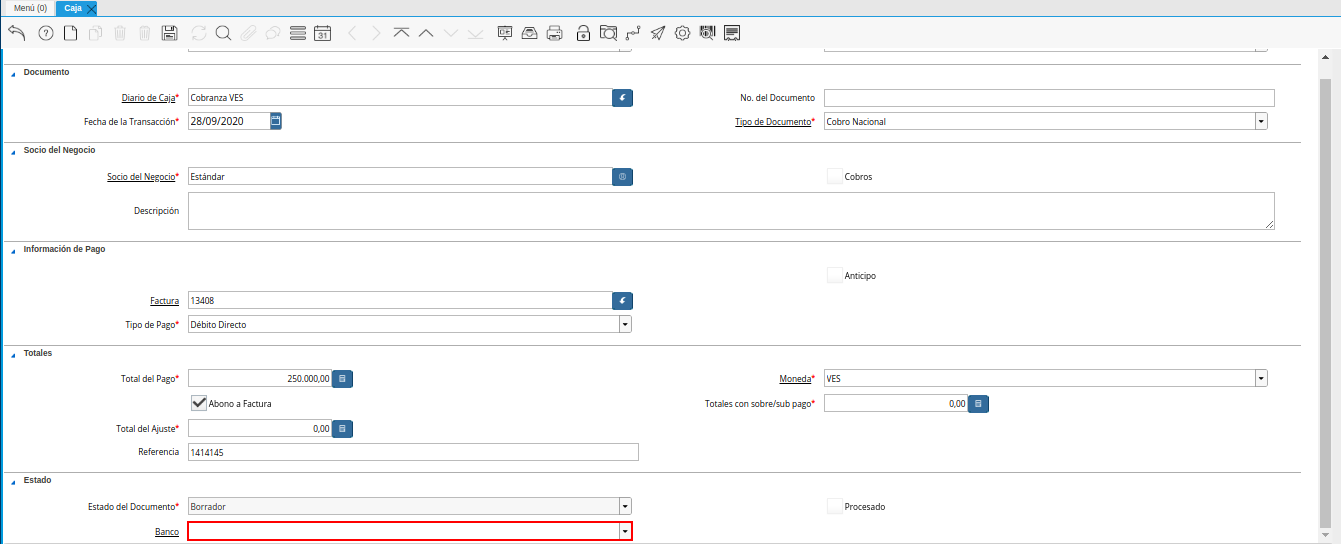 Menú (0) Caja
31
Documento
Diario de Caja* Cobranza VES No. del Documento
Fecha de la Transacción* 28/09/2020 Tipo de Documento* Cobro Nacional
Socio del Negocio
Socio del Negocio* Estándar Cobros
Descripción
Información de Pago
Anticipo
Factura 13408
Tipo de Pago* Débito Directo
Totales
Total del Pago* 250.000,00 Moneda* VES
Abono a Factura Totales con sobre/sub pago* 0,00
Total del Ajuste* 0,00
Referencia 1414145
Estado
Estado del Documento* Borrador Procesado
Banco